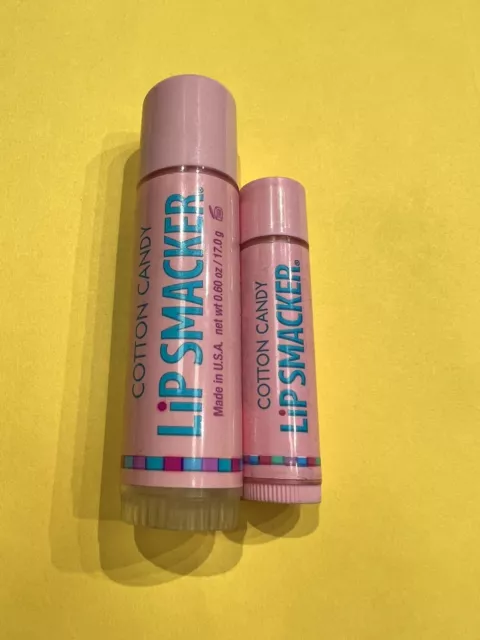 COTTON CANDY
LiP SMACKER®
Made in U.S.A. net wt 0.60 oz / 17.0 g
COTTON CANDY
LiP SMACKER®